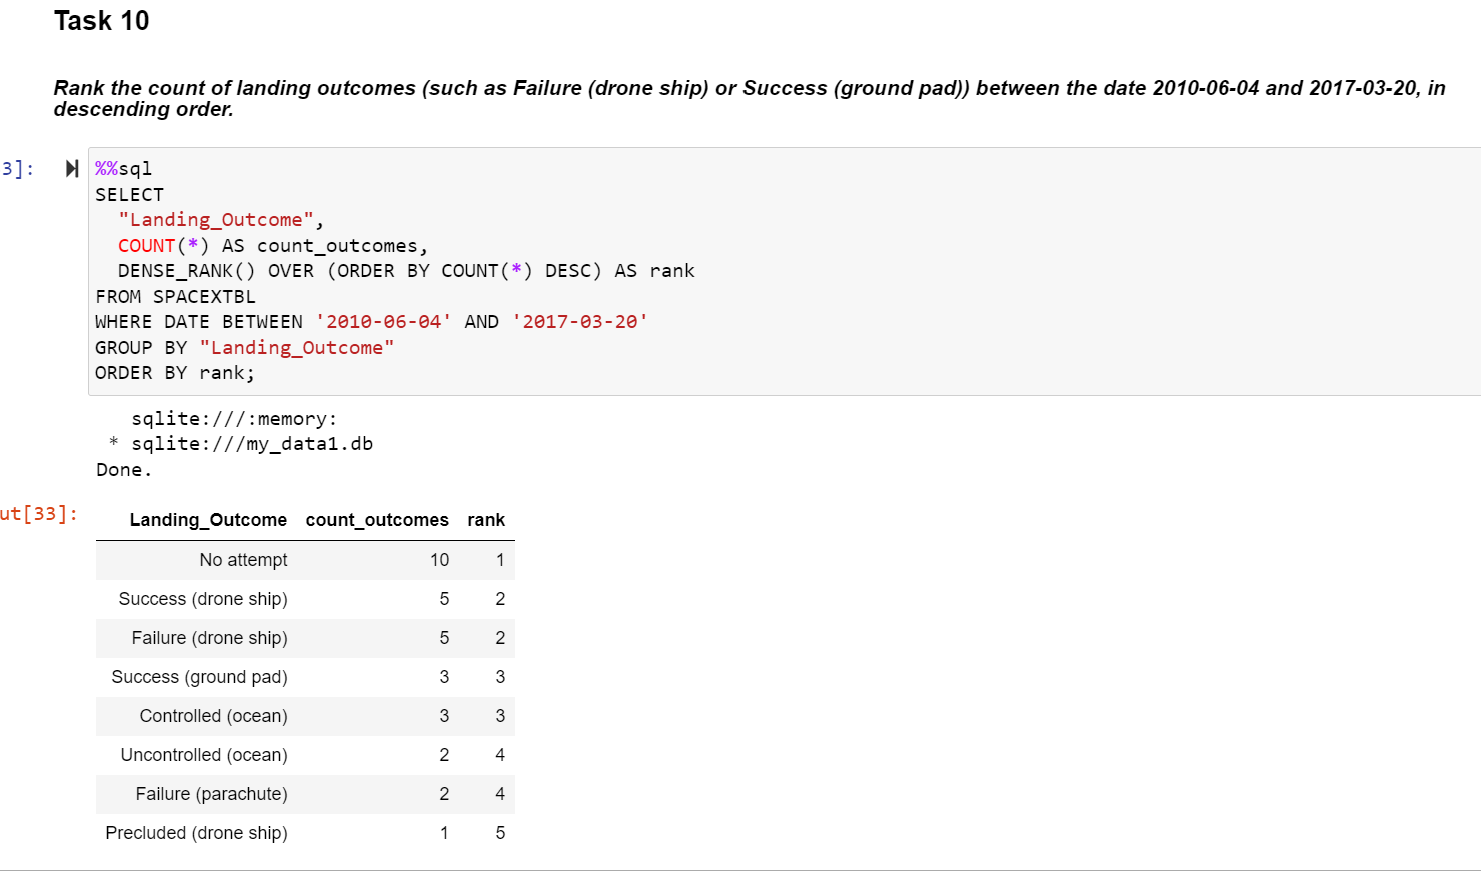 Task 10
Rank the count of landing outcomes (such as Failure (drone ship) or Success (ground pad)) between the date 2010-06-04 and 2017-03-20, in
descending order.
3]:
%%sql
SELECT
"Landing_Outcome",
COUNT(*) AS count_outcomes,
DENSE_RANK() OVER (ORDER BY COUNT(*) DESC) AS rank
FROM SPACEXTBL
WHERE DATE BETWEEN '2010-06-04' AND '2017-03-20'
GROUP BY "Landing_Outcome"
ORDER BY rank;
sqlite:///:memory:
* sqlite:///my_data1.db
Done.
ut[33]:
Landing_Outcome count_outcomes rank
No attempt 10 1
Success (drone ship) 5 2
Failure (drone ship) 5 2
Success (ground pad) 3 3
Controlled (ocean) 3 3
Uncontrolled (ocean) 2 4
Failure (parachute) 2 4
Precluded (drone ship) 1 5